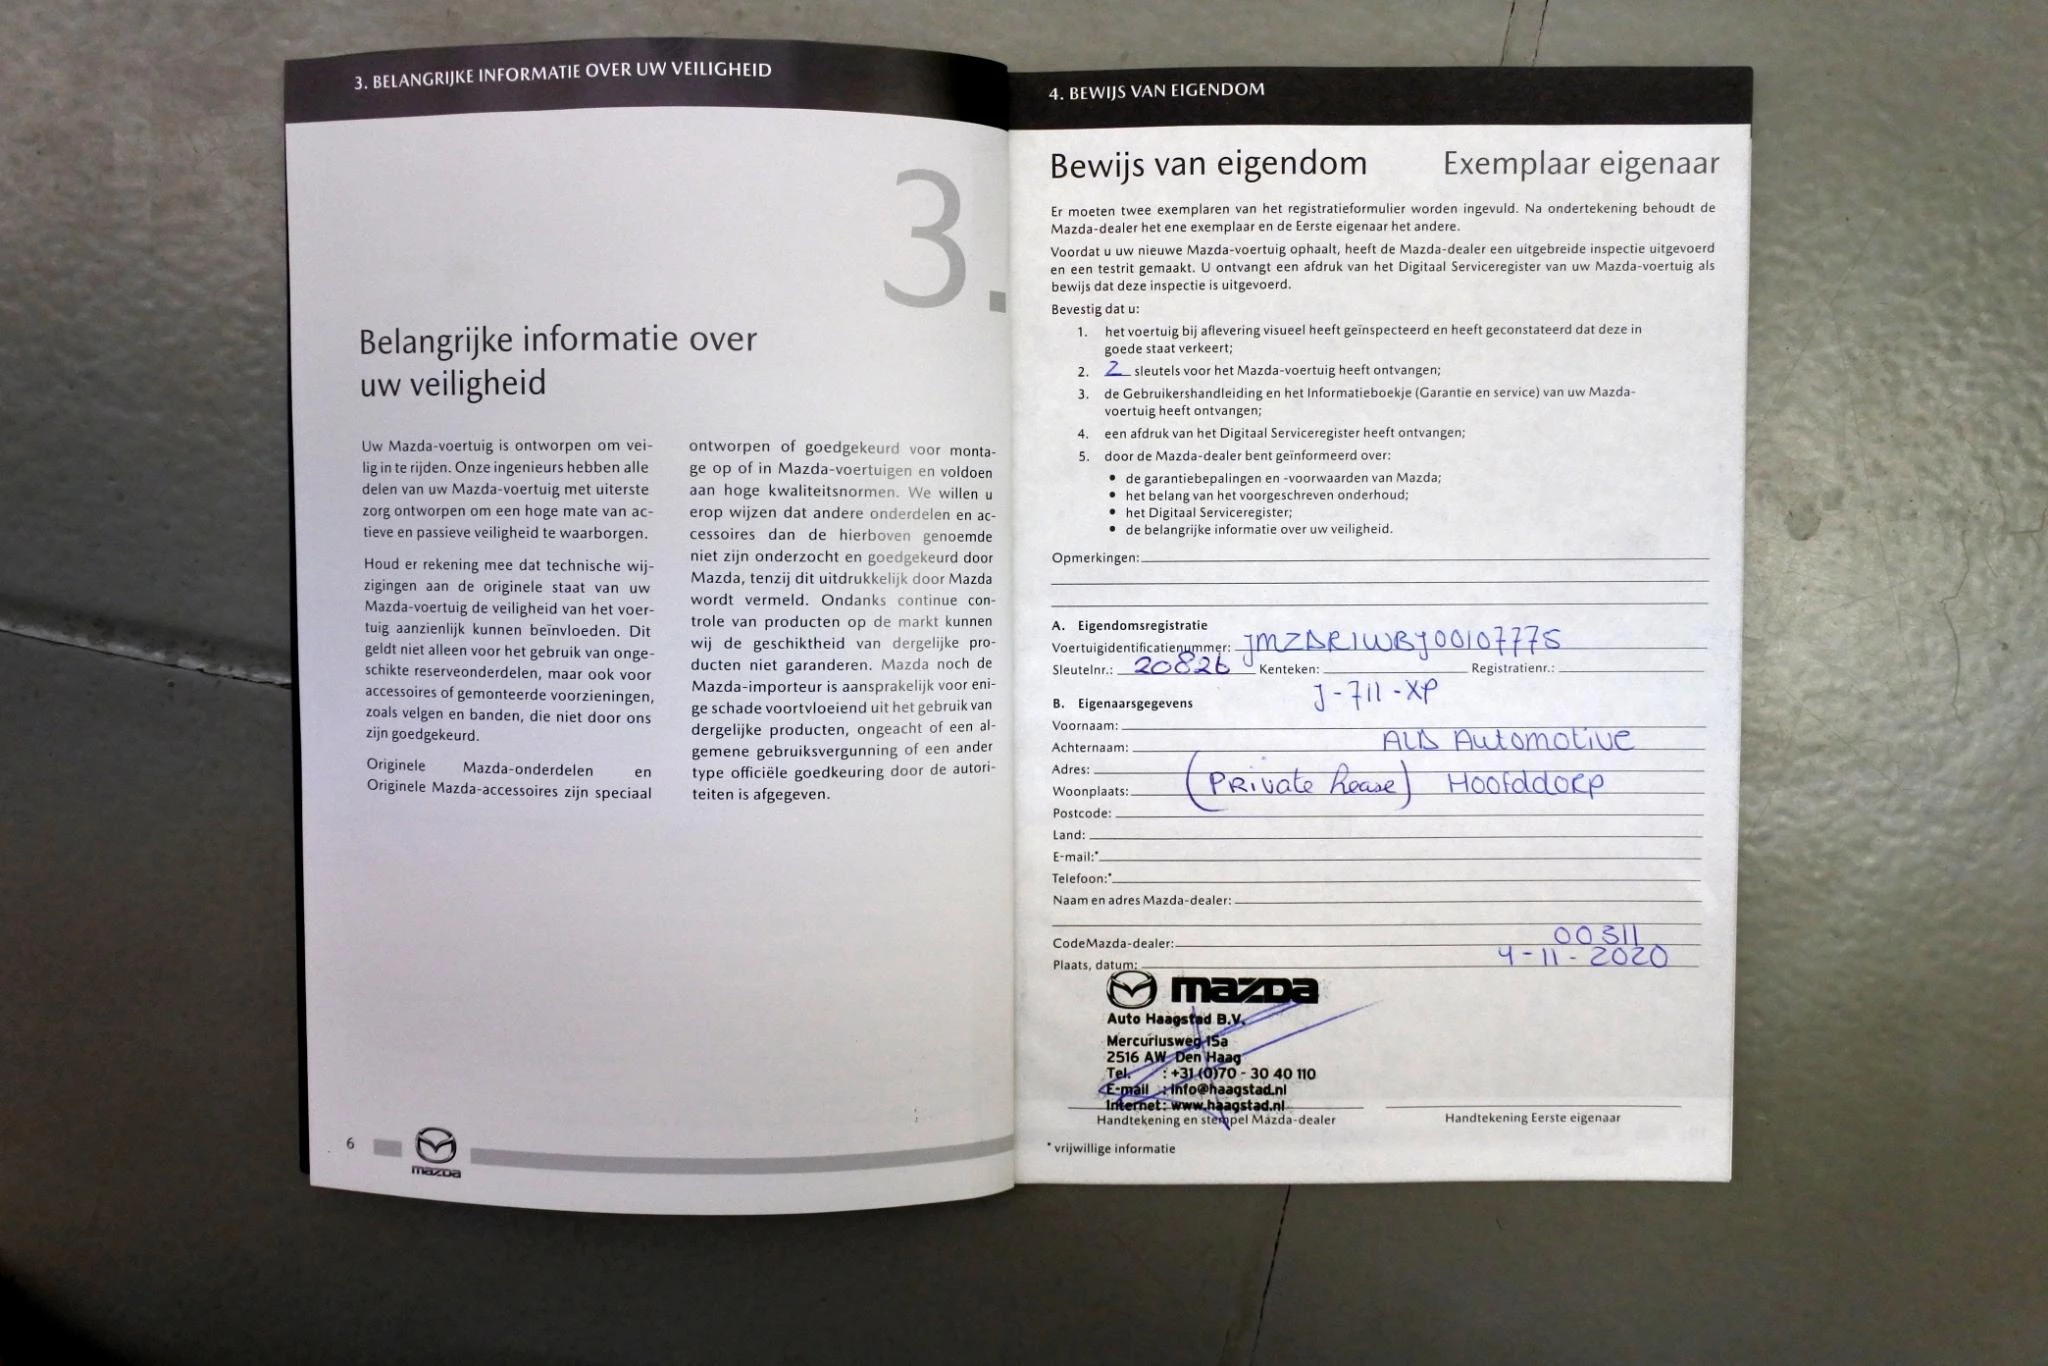 3. BELANGRIJKE INFORMATIE OVER UW VEILIGHEID
3.
Belangrijke informatie over
uw veiligheid
Uw Mazda-voertuig is ontworpen om vei-
lig in te rijden. Onze ingenieurs hebben alle
delen van uw Mazda-voertuig met uiterste
zorg ontworpen om een hoge mate van ac-
tieve en passieve veiligheid te waarborgen.
Houd er rekening mee dat technische wij-
zigingen aan de originele staat van uw
Mazda-voertuig de veiligheid van het voer-
tuig aanzienlijk kunnen beïnvloeden. Dit
geldt niet alleen voor het gebruik van onge-
schikte reserveonderdelen, maar ook voor
accessoires of gemonteerde voorzieningen,
zoals velgen en banden, die niet door ons
zijn goedgekeurd.
Originele Mazda-onderdelen en
Originele Mazda-accessoires zijn speciaal
ontworpen of goedgekeurd voor monta-
ge op of in Mazda-voertuigen en voldoen
aan hoge kwaliteitsnormen. We willen u
erop wijzen dat andere onderdelen en ac-
cessoires dan de hierboven genoemde
niet zijn onderzocht en goedgekeurd door
Mazda, tenzij dit uitdrukkelijk door Mazda
wordt vermeld. Ondanks continue con-
trole van producten op de markt kunnen
wij de geschiktheid van dergelijke pro-
ducten niet garanderen. Mazda noch de
Mazda-importeur is aansprakelijk voor eni-
ge schade voortvloeiend uit het gebruik van
dergelijke producten, ongeacht of een al-
gemene gebruiksvergunning of een ander
type officiële goedkeuring door de autori-
teiten is afgegeven.
6
mazda
4. BEWIJS VAN EIGENDOM
Bewijs van eigendom Exemplaar eigenaar
Er moeten twee exemplaren van het registratieformulier worden ingevuld. Na ondertekening behoudt de
Mazda-dealer het ene exemplaar en de Eerste eigenaar het andere.
Voordat u uw nieuwe Mazda-voertuig ophaalt, heeft de Mazda-dealer een uitgebreide inspectie uitgevoerd
en een testrit gemaakt. U ontvangt een afdruk van het Digitaal Serviceregister van uw Mazda-voertuig als
bewijs dat deze inspectie is uitgevoerd.
Bevestig dat u:
1. het voertuig bij aflevering visueel heeft geïnspecteerd en heeft geconstateerd dat deze in
goede staat verkeert;
2. 2 sleutels voor het Mazda-voertuig heeft ontvangen;
3. de Gebruikershandleiding en het Informatieboekje (Garantie en service) van uw Mazda-
voertuig heeft ontvangen;
4. een afdruk van het Digitaal Serviceregister heeft ontvangen;
5. door de Mazda-dealer bent geïnformeerd over:
• de garantiebepalingen en -voorwaarden van Mazda;
• het belang van het voorgeschreven onderhoud;
• het Digitaal Serviceregister;
• de belangrijke informatie over uw veiligheid.
Opmerkingen:
A. Eigendomsregistratie
Voertuigidentificatienummer: JMZDR1WBJ00107775
Sleutelnr.: 20826 Kenteken: Registratienr.:
J-711-XP
B. Eigenaarsgegevens
Voornaam:
Achternaam: ALD Automotive
Adres:
Woonplaats: (Private Lease) Hoofddorp
Postcode:
Land:
E-mail:*
Telefoon:*
Naam en adres Mazda-dealer:
CodeMazda-dealer: 00311
Plaats, datum: 4-11-2020
mazda
Auto Haagstad B.V.
Mercuriusweg 15a
2516 AW Den Haag
Tel. : +31 (0)70 - 30 40 110
E-mail : info@haagstad.nl
Internet: www.haagstad.nl
Handtekening en stempel Mazda-dealer Handtekening Eerste eigenaar
* vrijwillige informatie